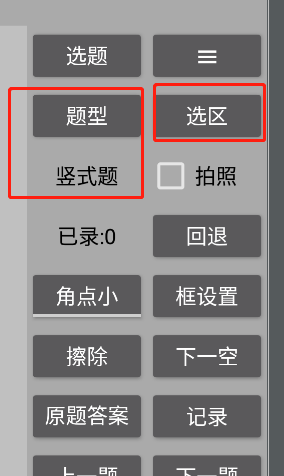 选题 ≡
题型 选区
竖式题 拍照
已录:0 回退
角点小 框设置
擦除 下一空
原题答案 记录
上一题 下一题